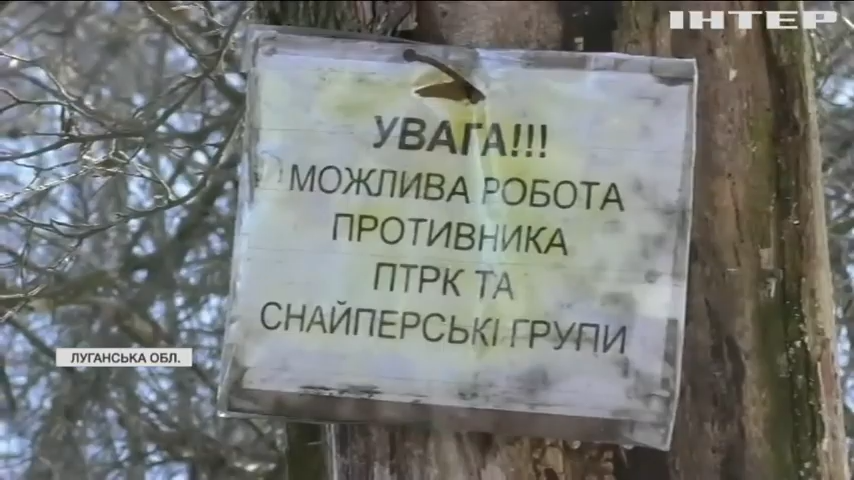 ІНТЕР
УВАГА!!!
МОЖЛИВА РОБОТА
ПРОТИВНИКА
ПТРК ТА
СНАЙПЕРСЬКІ ГРУПИ
ЛУГАНСЬКА ОБЛ.